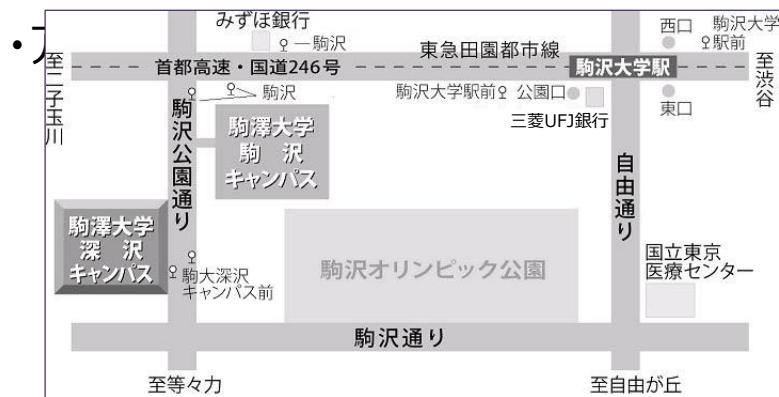 みずほ銀行
駒沢
東急田園都市線
西口
駒沢大学
駅前
首都高速・国道246号
駒沢大学駅
至二子玉川
至渋谷
駒沢
駒沢大学駅前
公園口
東口
三菱UFJ銀行
駒沢公園通り
駒澤大学
駒沢
キャンパス
自由通り
駒澤大学
深沢
キャンパス
駒大深沢
キャンパス前
駒沢オリンピック公園
国立東京
医療センター
駒沢通り
至等々力
至自由が丘